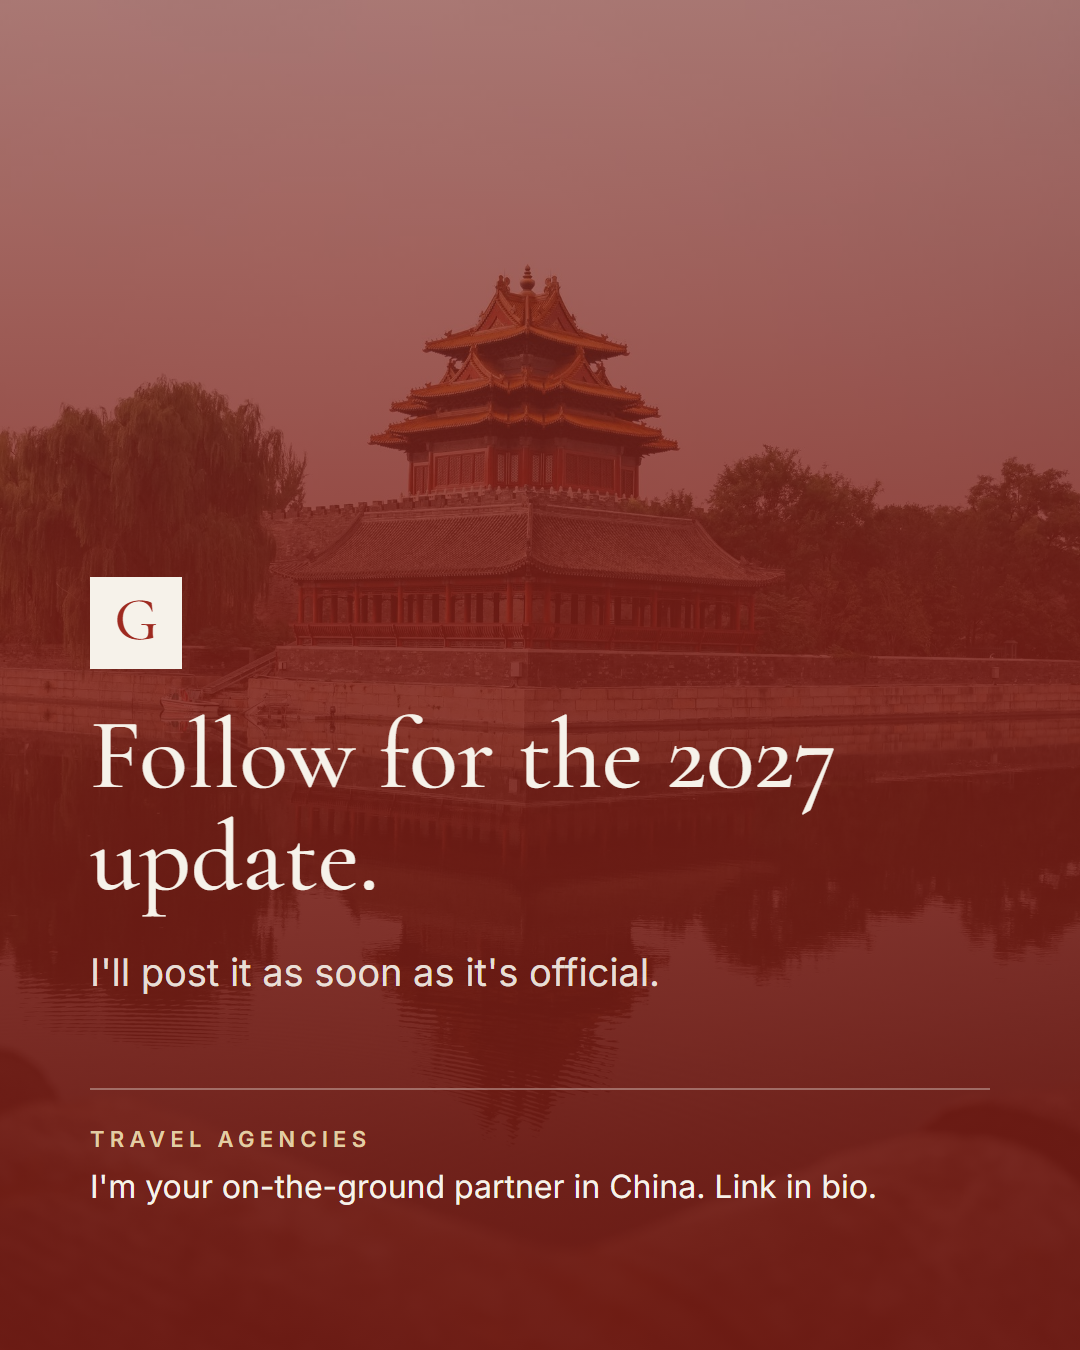 G
Follow for the 2027
update.
I'll post it as soon as it's official.
TRAVEL AGENCIES
I'm your on-the-ground partner in China. Link in bio.